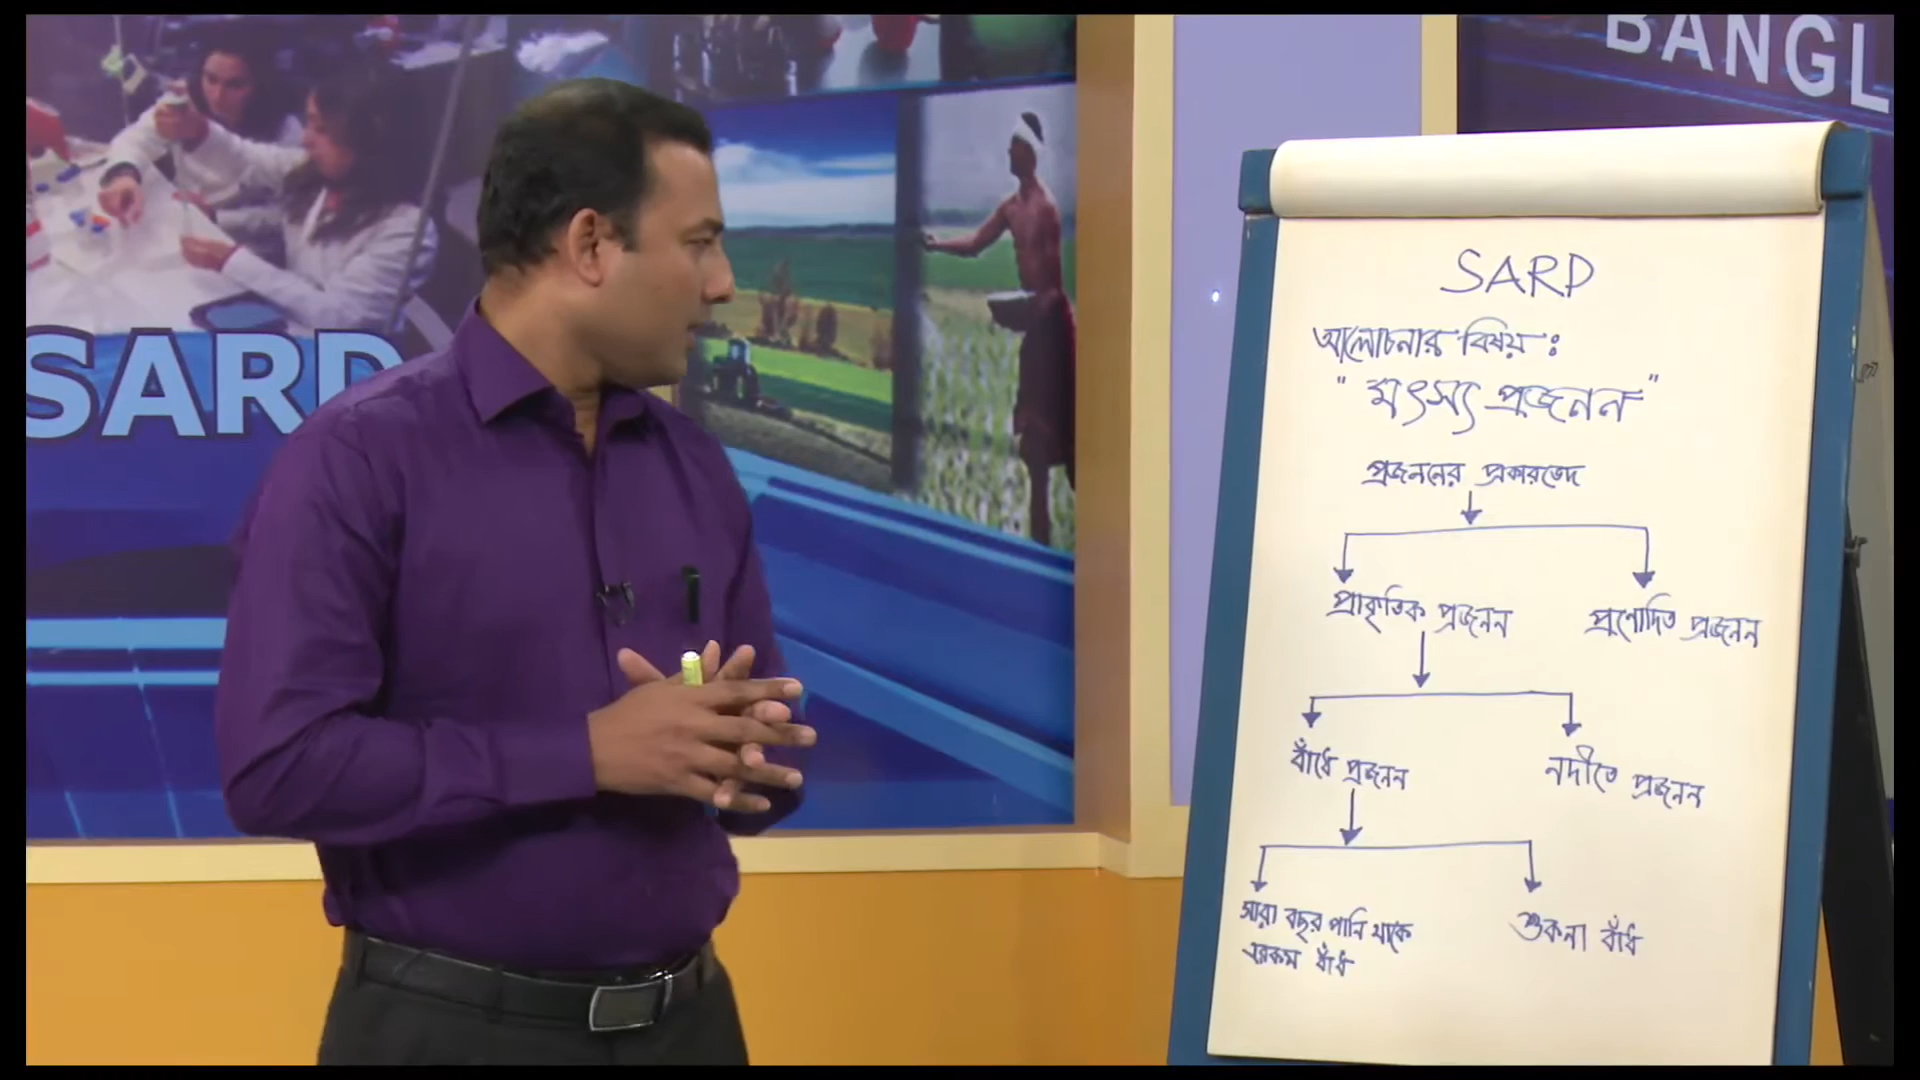 BANGL
SARD
SARD
আলোচনার বিষয়ঃ
"মৎস্য প্রজনন"
প্রজননের প্রকারভেদ
প্রাকৃতিক প্রজনন
প্রণোদিত প্রজনন
বাঁধে প্রজনন
নদীতে প্রজনন
সারা বছর পানি থাকে
এরকম বাঁধ
শুকনা বাঁধ